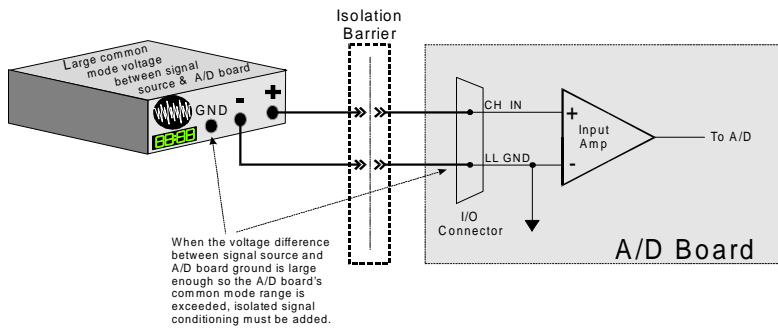 Isolation
Barrier
Large common
mode voltage
between signal
source & A/D board
GND
-
+
CH IN
+
Input
Amp
To A/D
LL GND
-
I/O
Connector
A/D Board
When the voltage difference
between signal source and
A/D board ground is large
enough so the A/D board's
common mode range is
exceeded, isolated signal
conditioning must be added.